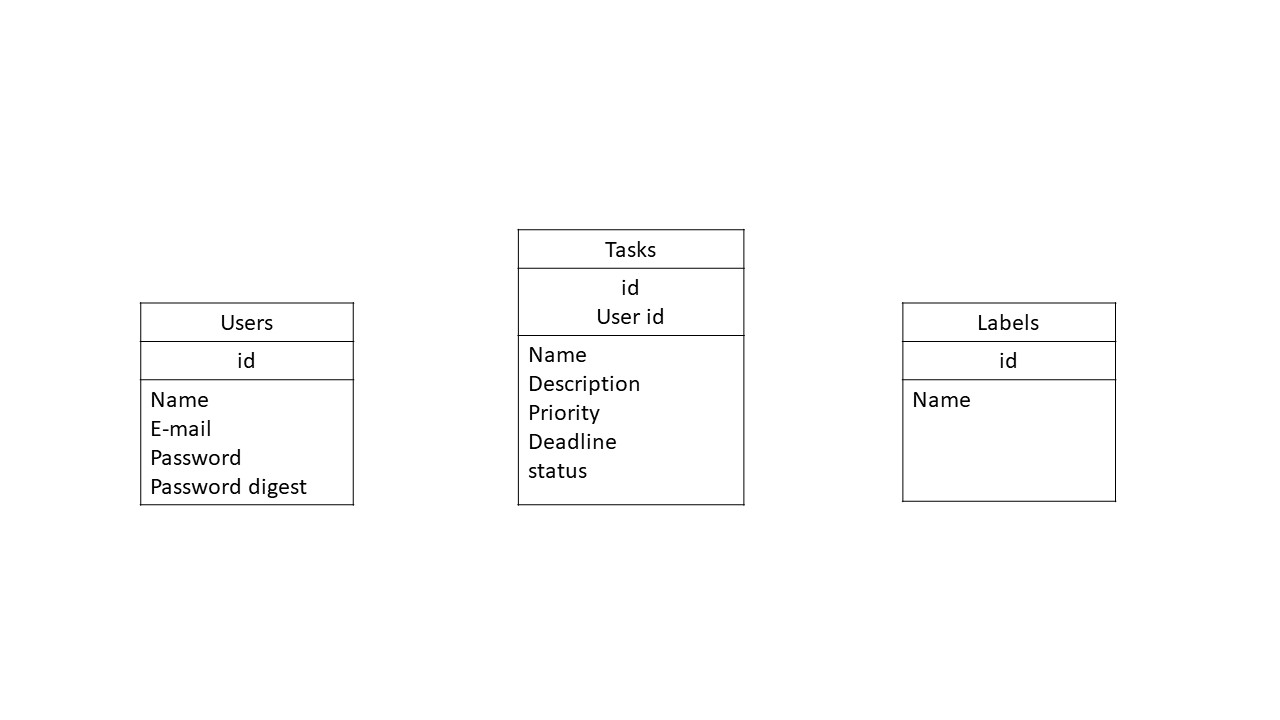 Users
id
Name
E-mail
Password
Password digest
Tasks
id
User id
Name
Description
Priority
Deadline
status
Labels
id
Name